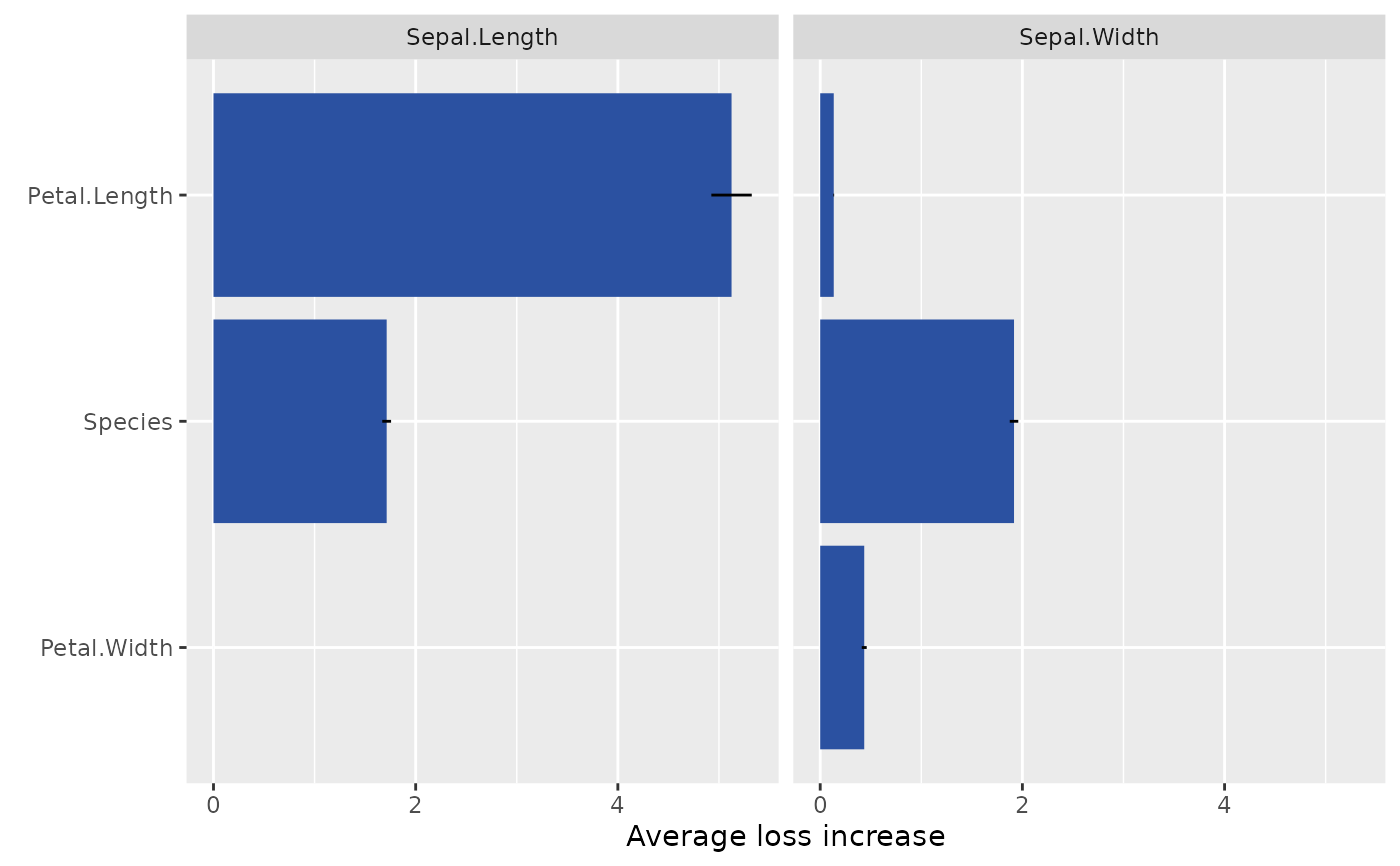 Sepal.Length
Sepal.Width
Petal.Length
Species
Petal.Width
0 2 4 0 2 4
Average loss increase